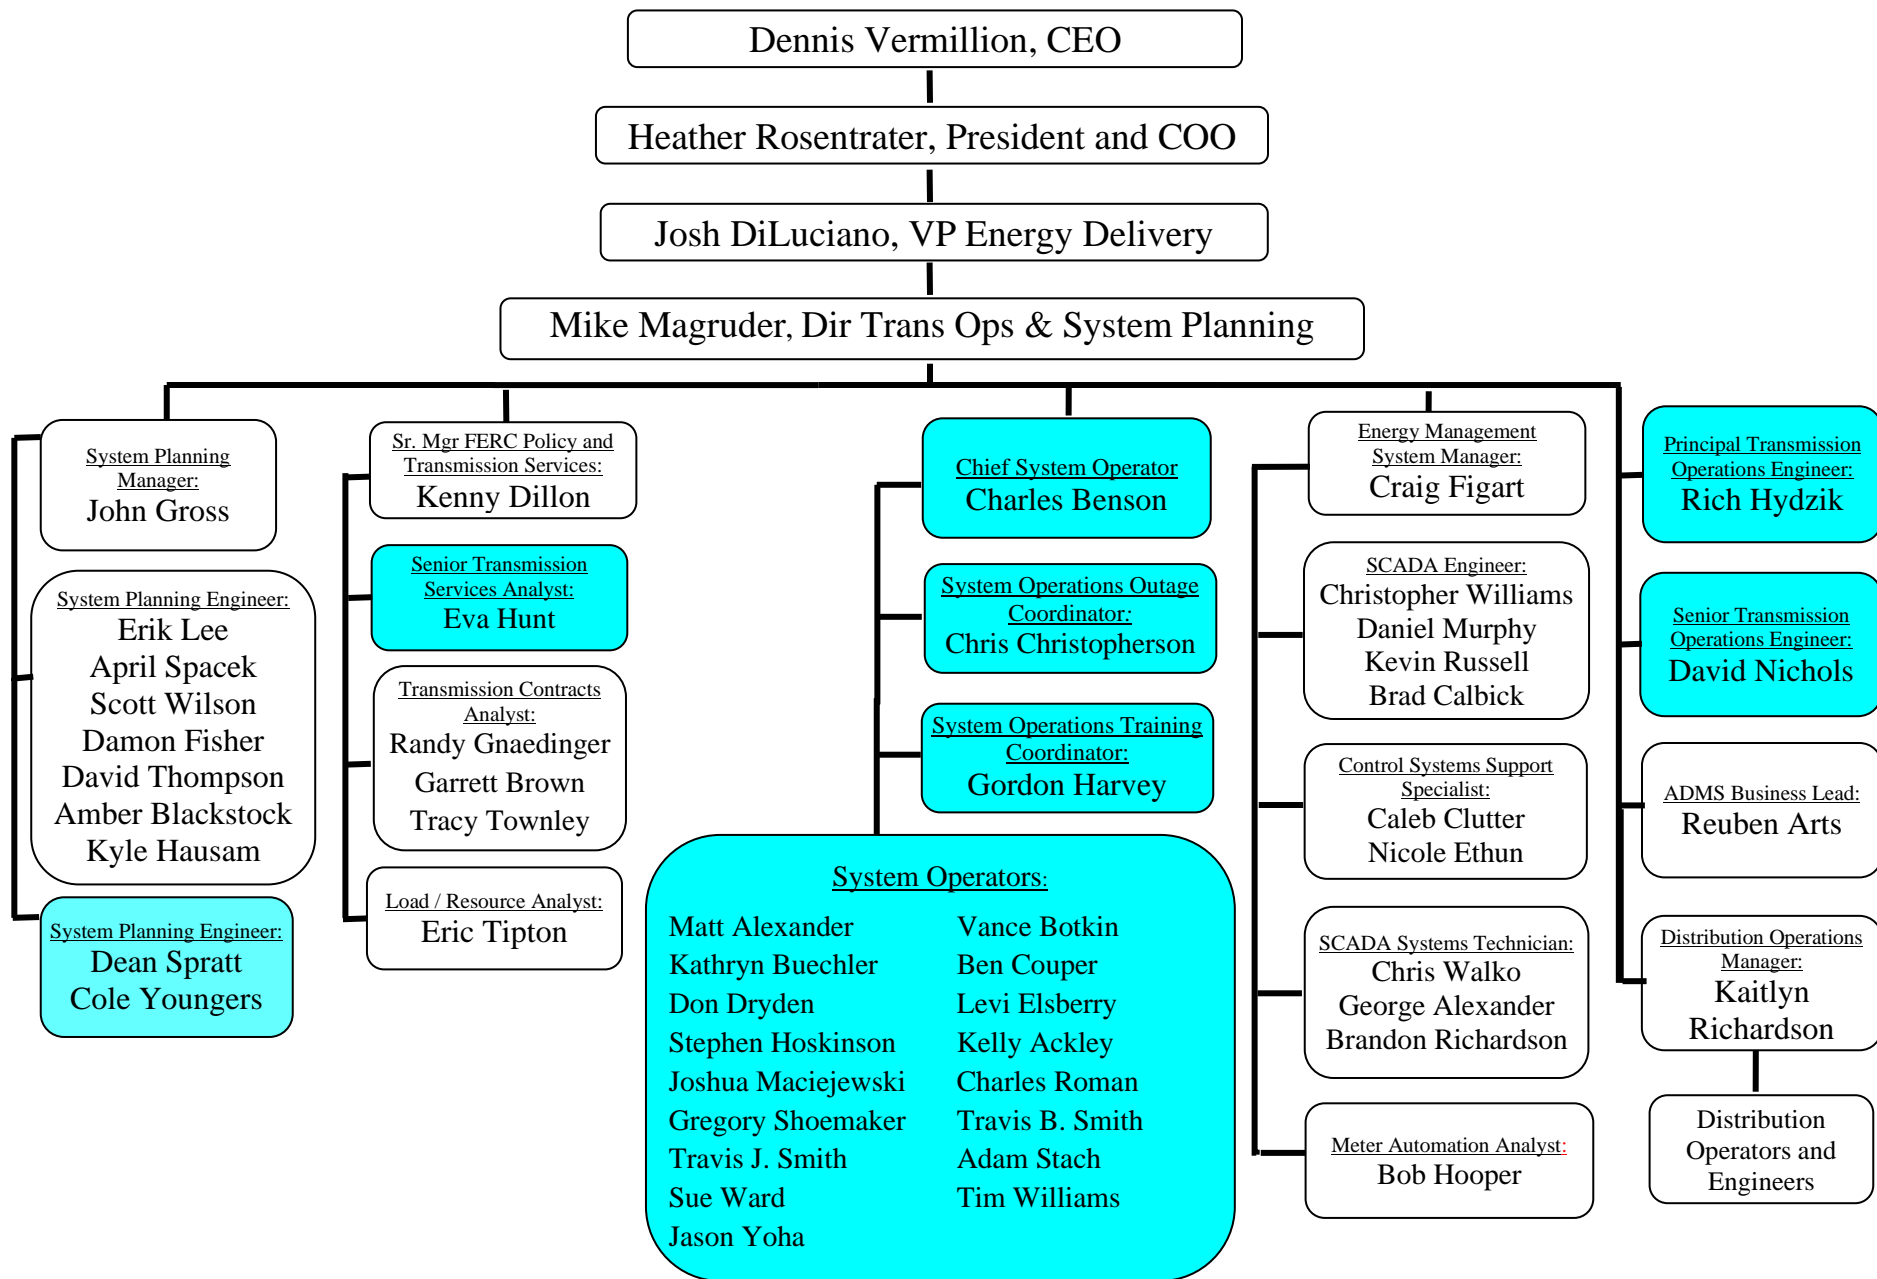 Dennis Vermillion, CEO
Heather Rosentrater, President and COO
Josh DiLuciano, VP Energy Delivery
Mike Magruder, Dir Trans Ops & System Planning
System Planning
Manager:
John Gross
System Planning Engineer:
Erik Lee
April Spacek
Scott Wilson
Damon Fisher
David Thompson
Amber Blackstock
Kyle Hausam
System Planning Engineer:
Dean Spratt
Cole Youngers
Sr. Mgr FERC Policy and
Transmission Services:
Kenny Dillon
Senior Transmission
Services Analyst:
Eva Hunt
Transmission Contracts
Analyst:
Randy Gnaedinger
Garrett Brown
Tracy Townley
Load / Resource Analyst:
Eric Tipton
Chief System Operator
Charles Benson
System Operations Outage
Coordinator:
Chris Christopherson
System Operations Training
Coordinator:
Gordon Harvey
System Operators:
Matt Alexander
Kathryn Buechler
Don Dryden
Stephen Hoskinson
Joshua Maciejewski
Gregory Shoemaker
Travis J. Smith
Sue Ward
Jason Yoha
Vance Botkin
Ben Couper
Levi Elsberry
Kelly Ackley
Charles Roman
Travis B. Smith
Adam Stach
Tim Williams
Energy Management
System Manager:
Craig Figart
SCADA Engineer:
Christopher Williams
Daniel Murphy
Kevin Russell
Brad Calbick
Control Systems Support
Specialist:
Caleb Clutter
Nicole Ethun
SCADA Systems Technician:
Chris Walko
George Alexander
Brandon Richardson
Meter Automation Analyst:
Bob Hooper
Principal Transmission
Operations Engineer:
Rich Hydzik
Senior Transmission
Operations Engineer:
David Nichols
ADMS Business Lead:
Reuben Arts
Distribution Operations
Manager:
Kaitlyn
Richardson
Distribution
Operators and
Engineers